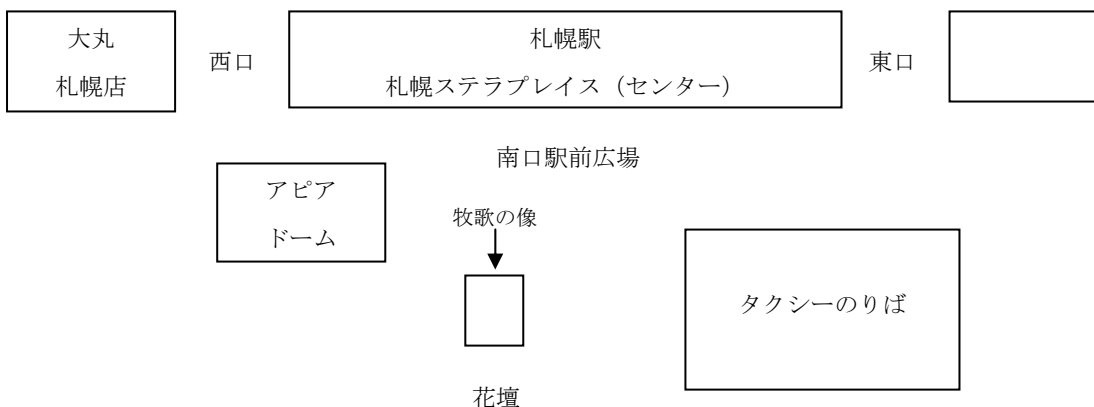 大丸
札幌店
西口
札幌駅
札幌ステラプレイス（センター）
東口
南口駅前広場
アピア
ドーム
牧歌の像
タクシーのりば
花壇